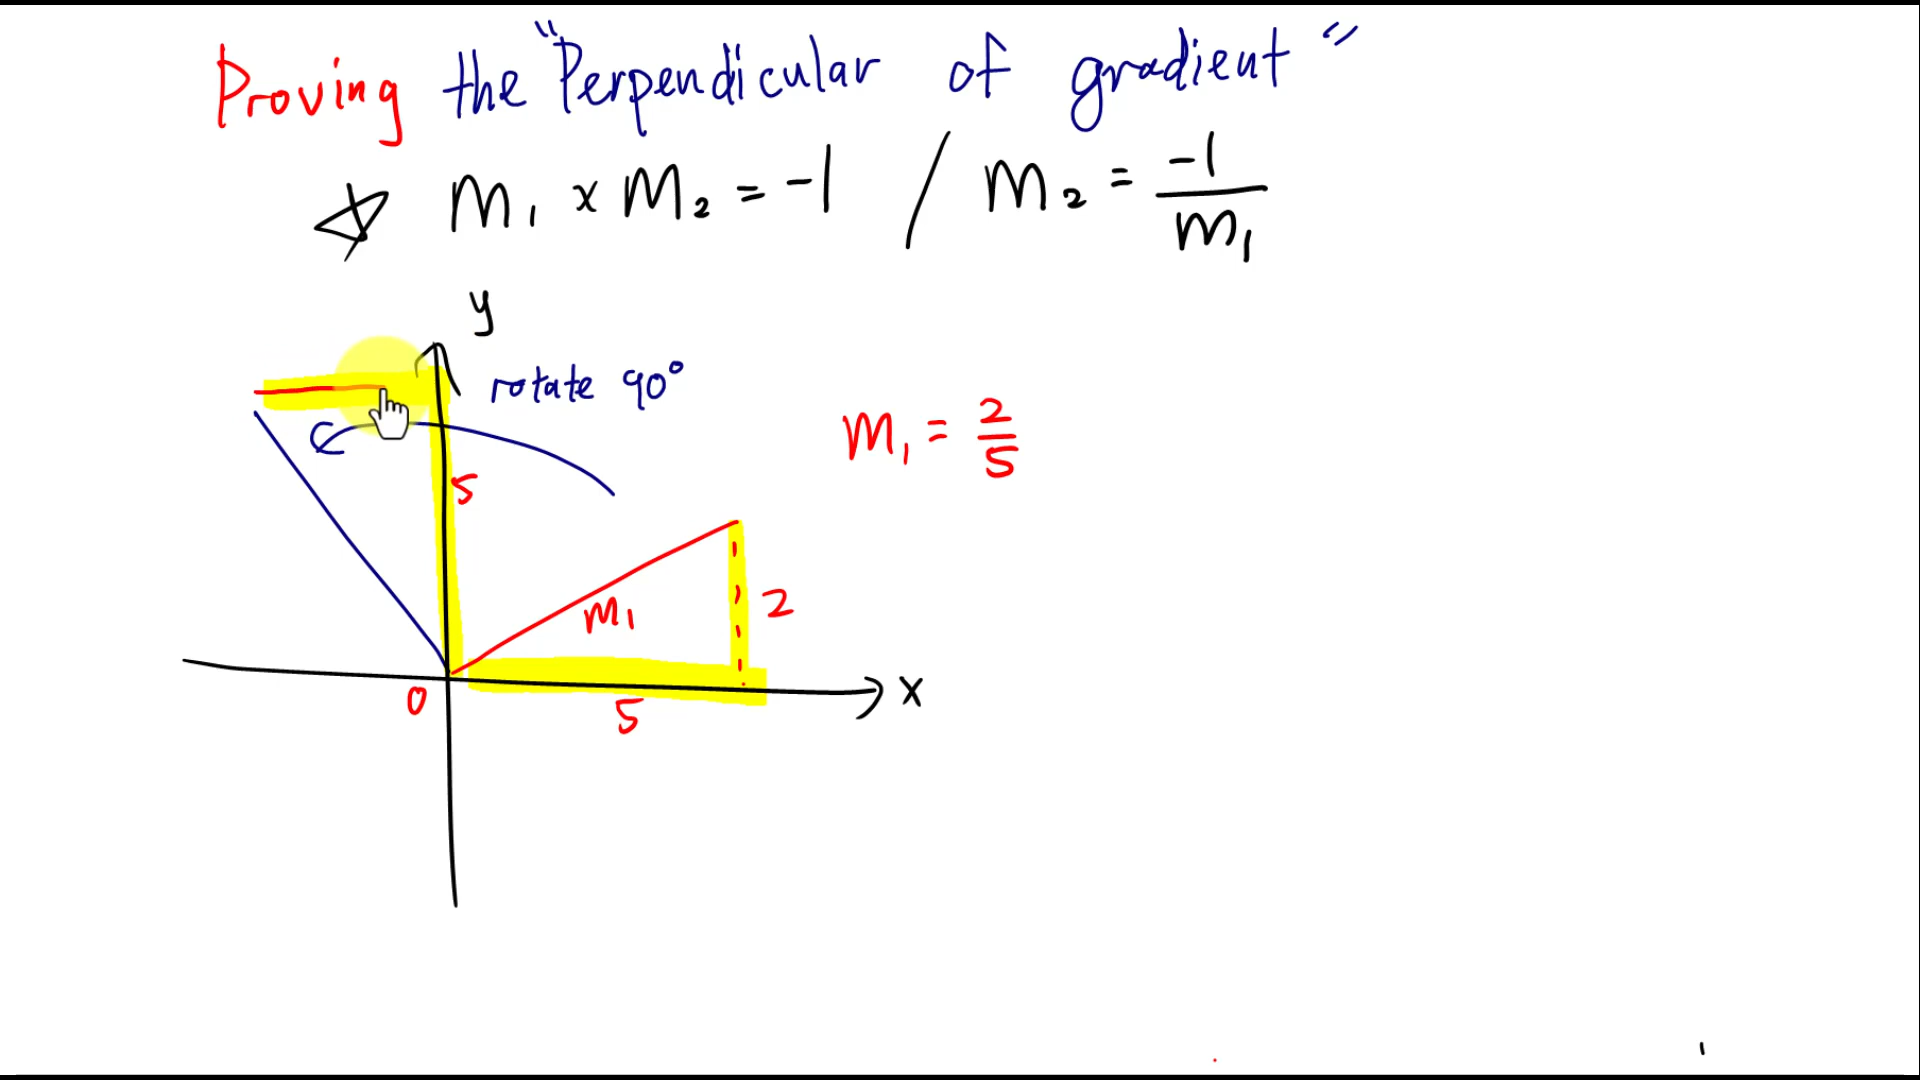 Proving the "Perpendicular of gradient"
☆ m₁ x m₂ = -1 / m₂ = -1/m₁
y
rotate 90°
m₁ = 2/5
5
m₁
2
0
5
x